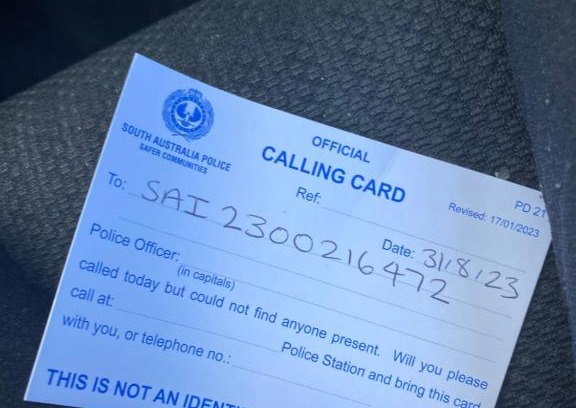 SOUTH AUSTRALIA POLICE
SAFER COMMUNITIES
OFFICIAL
CALLING CARD
PD 21
Revised: 17/01/2023
Ref:
Date: 31/8/23
To: SAI 2300216472
Police Officer:
(in capitals)
called today but could not find anyone present. Will you please
call at: Police Station and bring this card
with you, or telephone no.:
THIS IS NOT AN